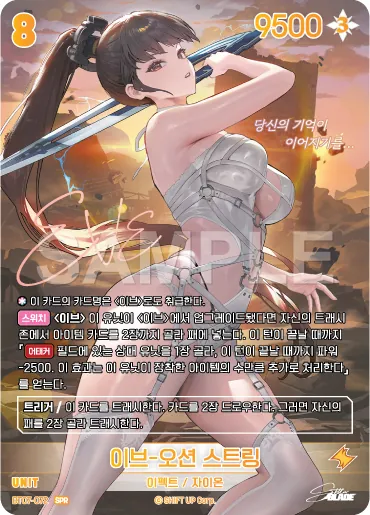 8
9500
3
당신의 기억이
이어지기를...
SAMPLE
이 카드의 카드명은 <이브>로도 취급한다.
스위치 <이브> 이 유닛이 <이브>에서 업그레이드됐다면 자신의 트래시
존에서 아이템 카드를 2장까지 골라 패에 넣는다. 이 턴이 끝날 때까지
『어태커 필드에 있는 상대 유닛을 1장 골라, 이 턴이 끝날 때까지 파워
-2500. 이 효과는 이 유닛이 장착한 아이템의 수만큼 추가로 처리한다.』
를 얻는다.
트리거 / 이 카드를 트래시한다. 카드를 2장 드로우한다. 그러면 자신의
패를 2장 골라 트래시한다.
이브-오션 스트링
UNIT
이펙트 / 자이온
BT07-072 SPR
© SHIFT UP Corp.
Stellar
BLADE